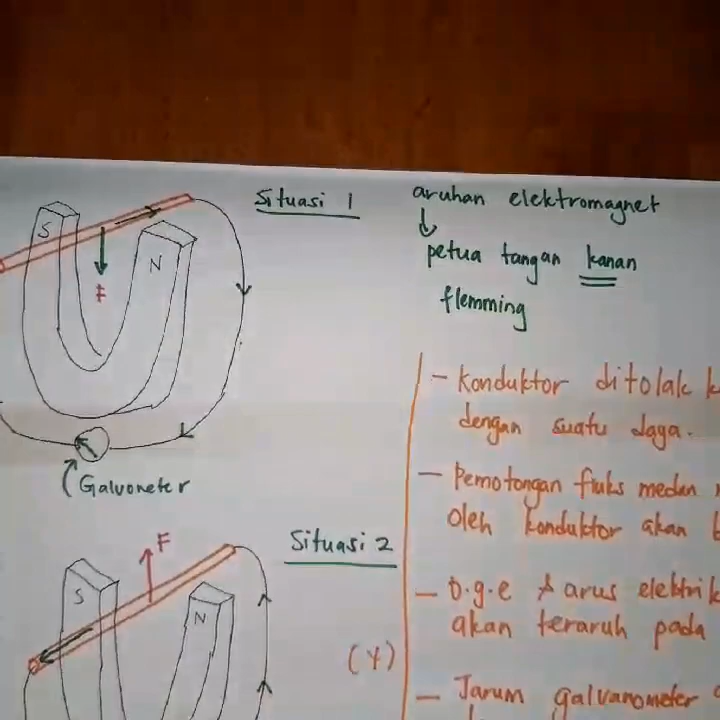 Situasi 1
aruhan elektromagnet
petua tangan kanan
flemming
S
N
F
Galvometer
- Konduktor ditolak
dengan suatu daya.
- Pemotongan fluks medan
oleh konduktor akan
- D.g.e & arus elektrik
akan teraruh pada
- Jarum galvanometer
Situasi 2
F
S
N